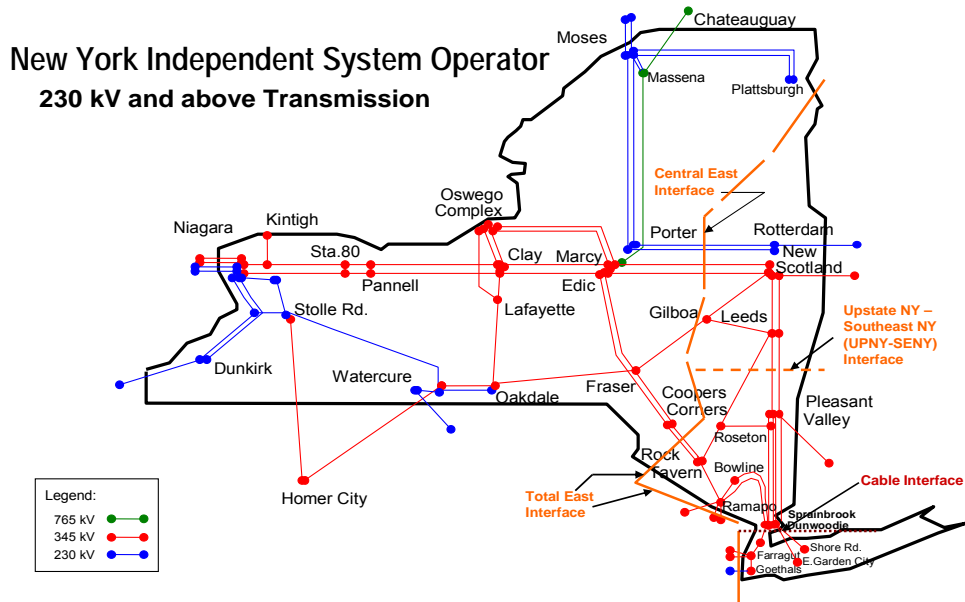 New York Independent System Operator
230 kV and above Transmission
Chateauguay
Moses
Massena
Plattsburgh
Central East
Interface
Oswego
Complex
Niagara
Kintigh
Porter
Rotterdam
New
Scotland
Sta.80
Clay
Marcy
Pannell
Edic
Lafayette
Gilboa
Leeds
Stolle Rd.
Upstate NY –
Southeast NY
(UPNY-SENY)
Interface
Dunkirk
Watercure
Fraser
Oakdale
Coopers
Corners
Pleasant
Valley
Roseton
Rock
Tavern
Bowline
Homer City
Total East
Interface
Ramapo
Cable Interface
Sprainbrook
Dunwoodie
Shore Rd.
Farragut
E.Garden City
Goethals
Legend:
765 kV
345 kV
230 kV